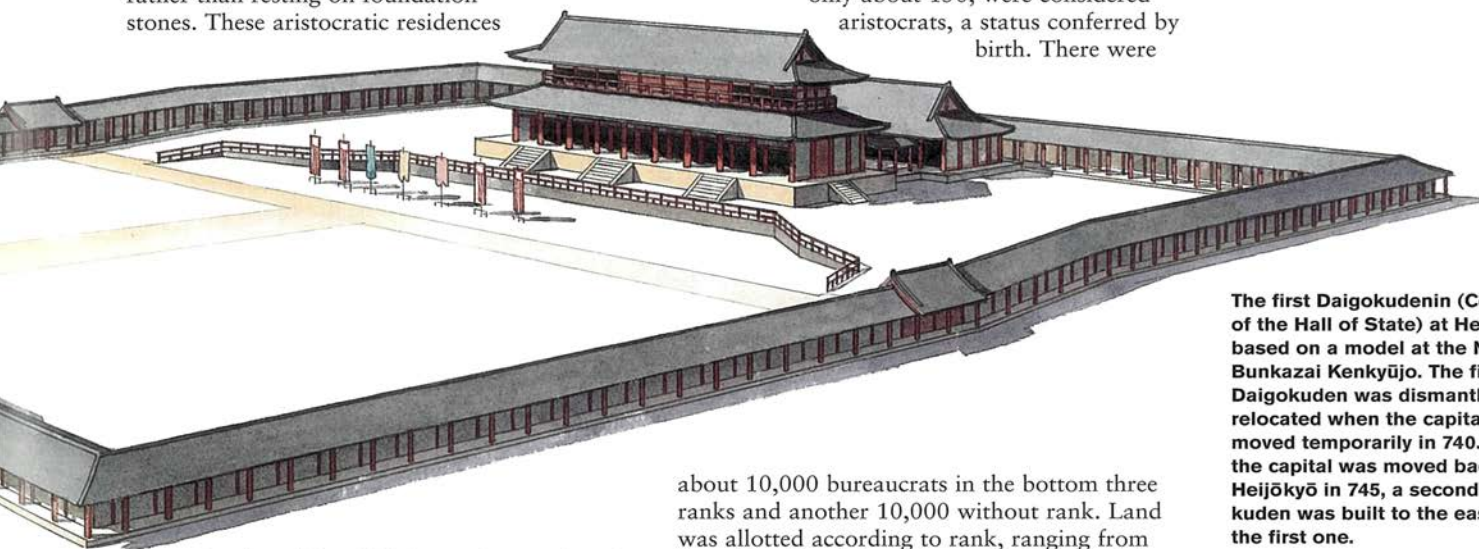 stones. These aristocratic residences
aristocrats, a status conferred by
birth. There were
about 10,000 bureaucrats in the bottom three
ranks and another 10,000 without rank. Land
was allotted according to rank, ranging from
The first Daigokudenin (C
of the Hall of State) at He
based on a model at the N
Bunkazai Kenkyūjo. The fi
Daigokuden was dismantl
relocated when the capita
moved temporarily in 740.
the capital was moved ba
Heijōkyō in 745, a second
kuden was built to the eas
the first one.